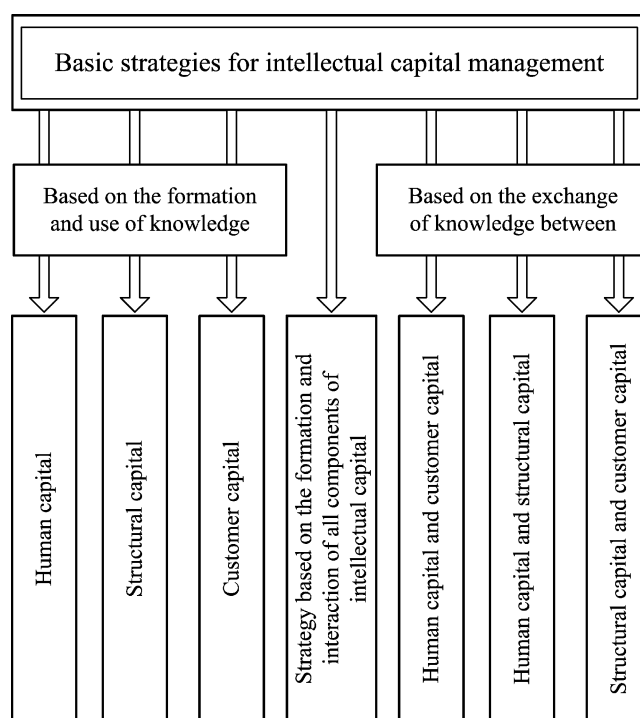 Basic strategies for intellectual capital management
Based on the formation
and use of knowledge
Based on the exchange
of knowledge between
Human capital
Structural capital
Customer capital
Strategy based on the formation and
interaction of all components of
intellectual capital
Human capital and customer capital
Human capital and structural capital
Structural capital and customer capital